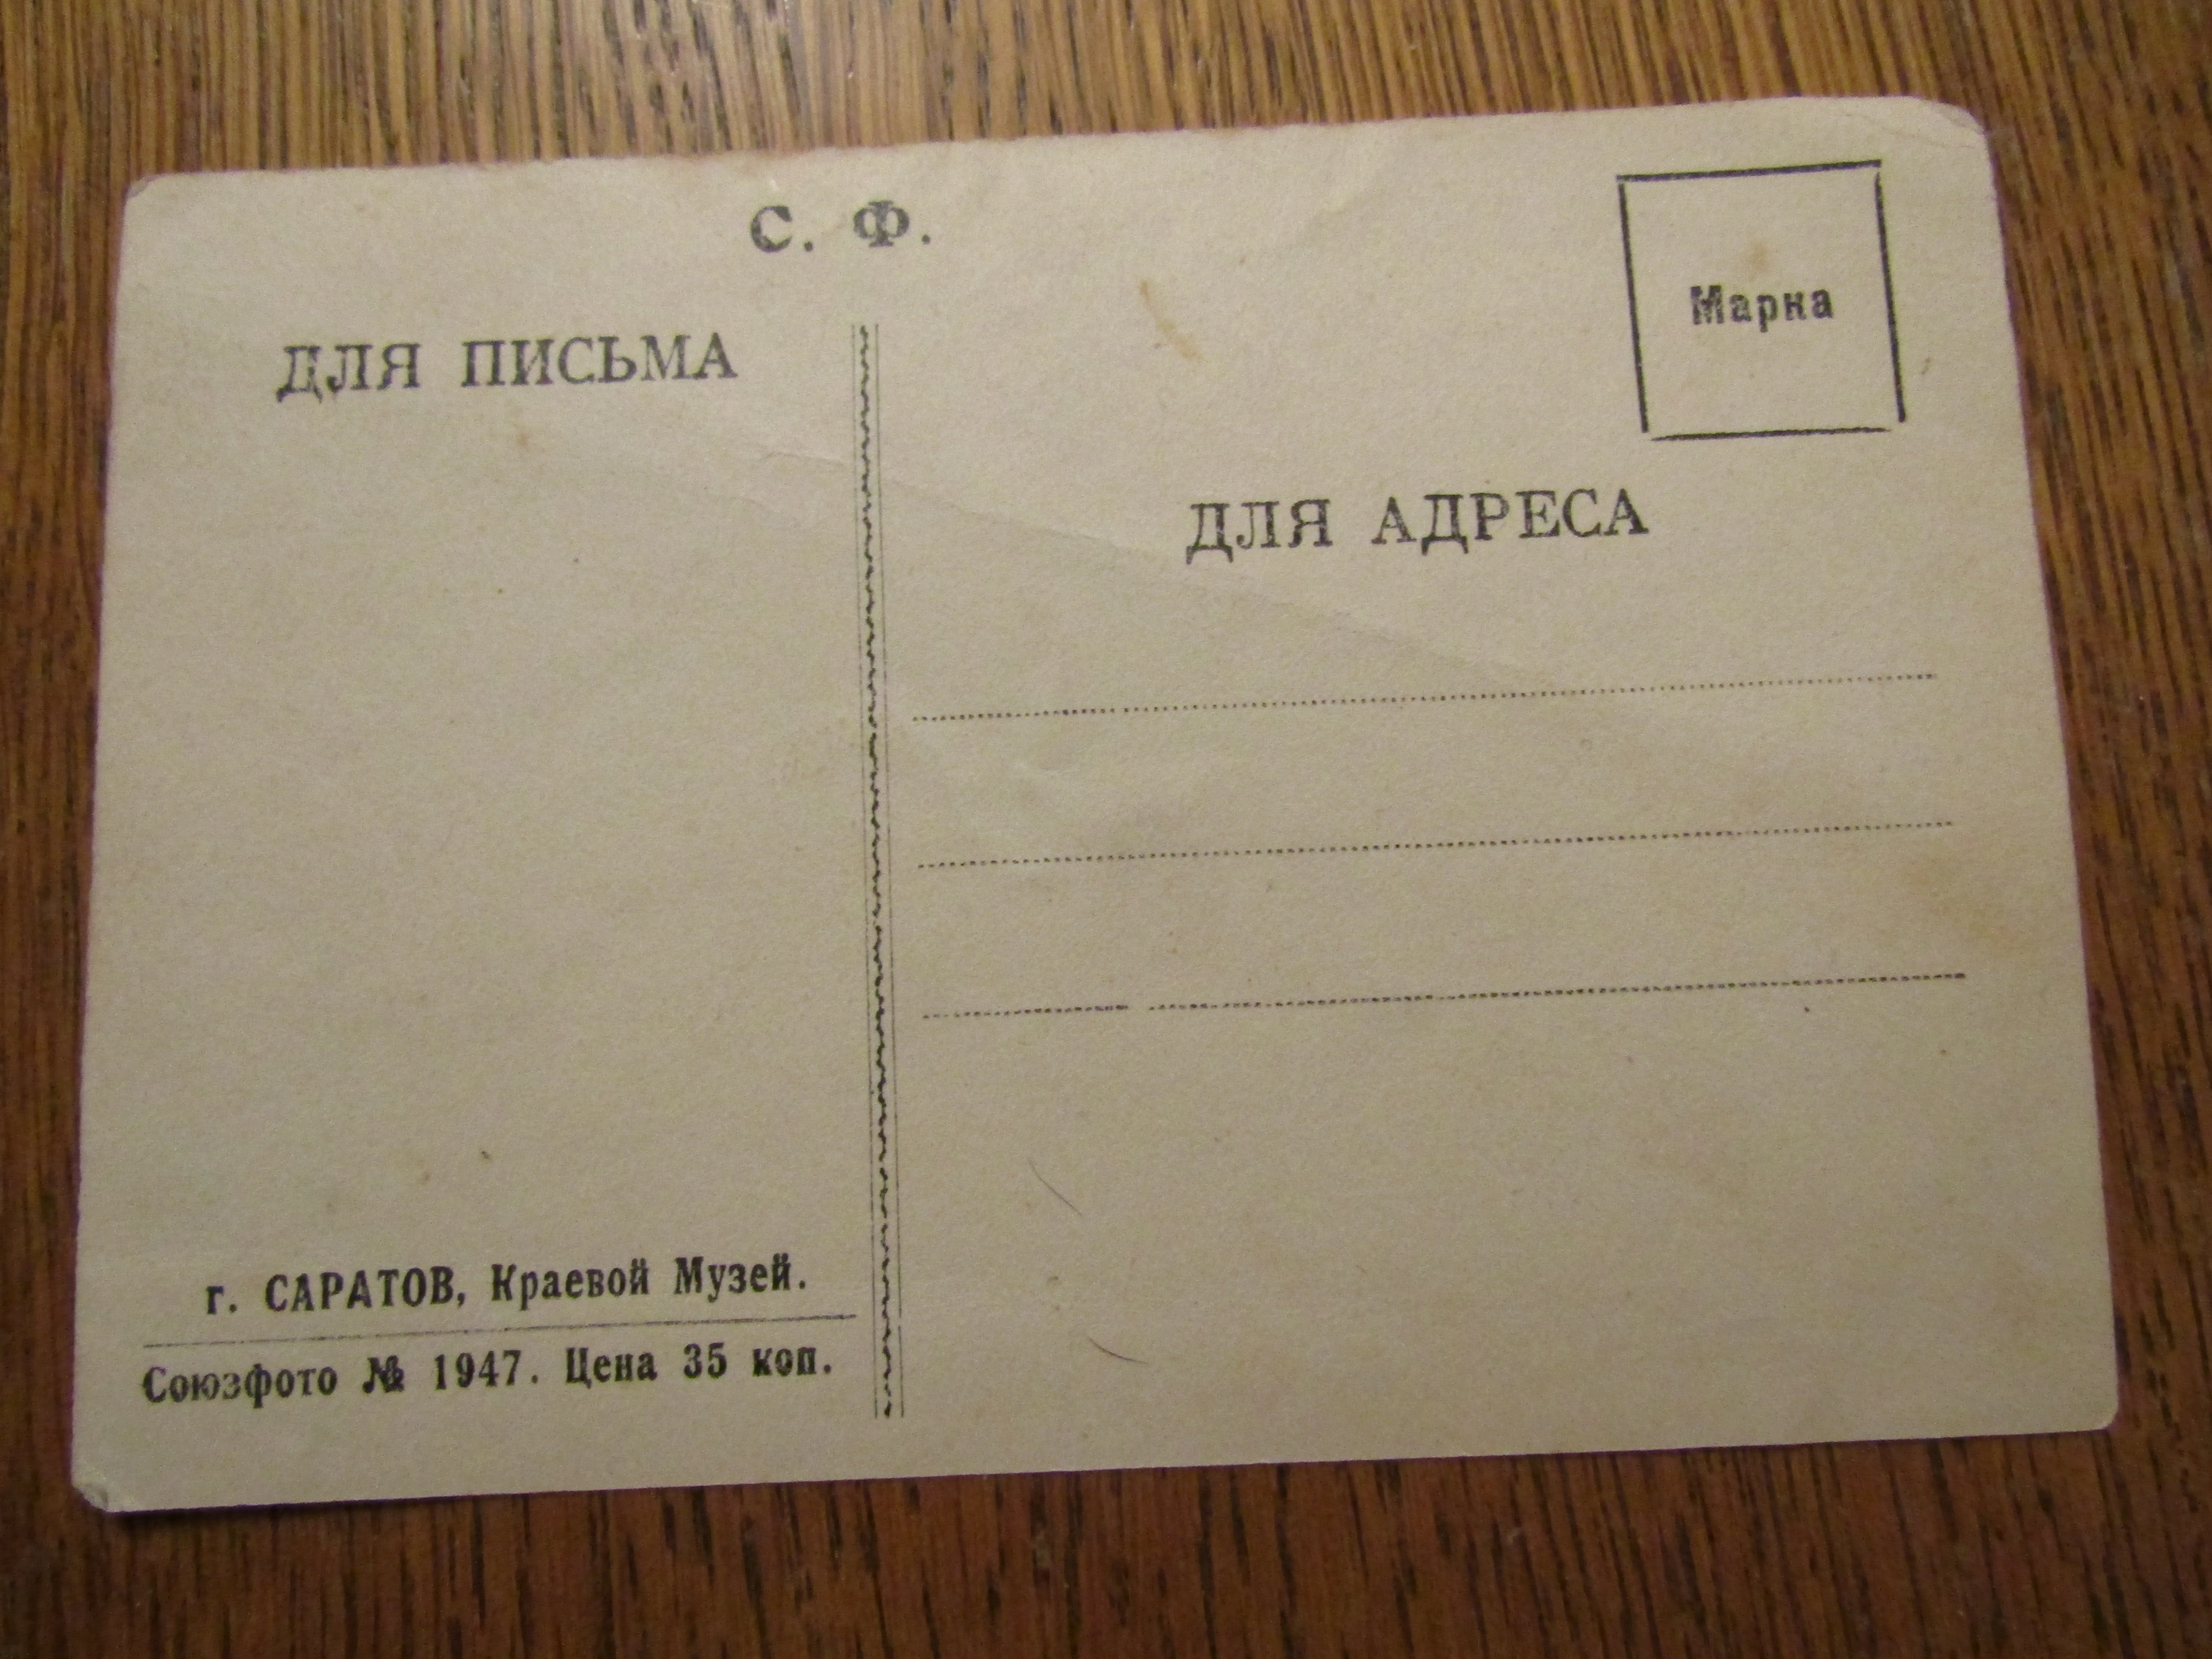 С. Ф.
Марка
ДЛЯ ПИСЬМА
ДЛЯ АДРЕСА
г. САРАТОВ, Краевой Музей.
Союзфото № 1947. Цена 35 коп.